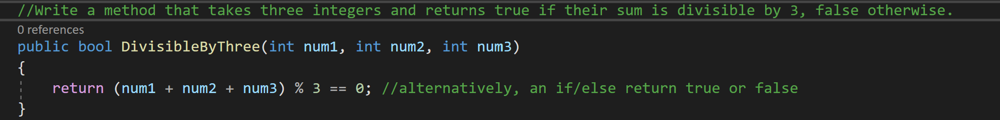 //Write a method that takes three integers and returns true if their sum is divisible by 3, false otherwise.
0 references
public bool DivisibleByThree(int num1, int num2, int num3)
{
    return (num1 + num2 + num3) % 3 == 0; //alternatively, an if/else return true or false
}